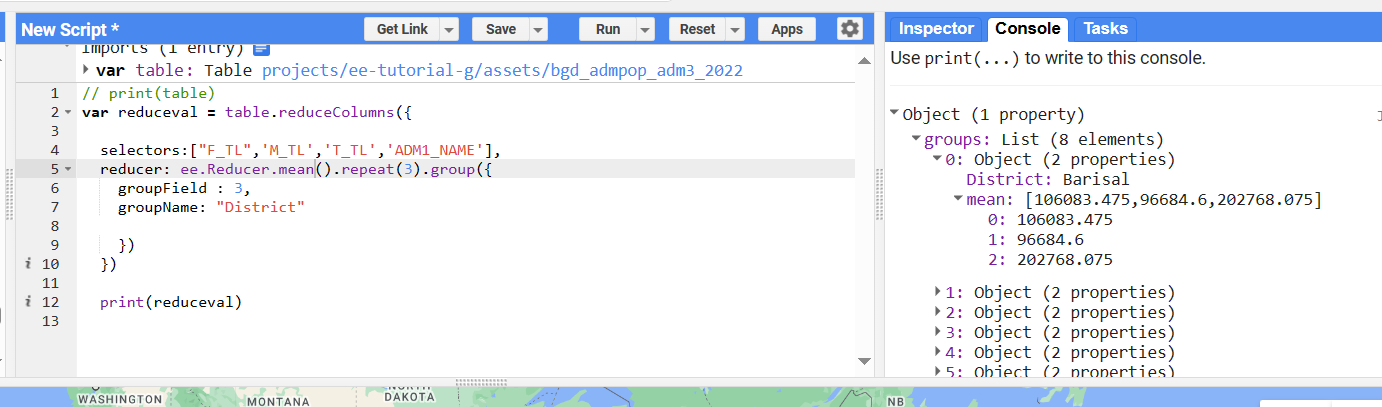 New Script *
Get Link
Save
Run
Reset
Apps
Inspector
Console
Tasks
Imports (1 entry)
var table: Table projects/ee-tutorial-g/assets/bgd_admpop_adm3_2022
1 // print(table)
2 var reduceval = table.reduceColumns({
3
4 selectors:["F_TL",'M_TL','T_TL','ADM1_NAME'],
5 reducer: ee.Reducer.mean().repeat(3).group({
6 groupField : 3,
7 groupName: "District"
8
9 })
i 10 })
11
i 12 print(reduceval)
13
Use print(...) to write to this console.
Object (1 property)
groups: List (8 elements)
0: Object (2 properties)
District: Barisal
mean: [106083.475,96684.6,202768.075]
0: 106083.475
1: 96684.6
2: 202768.075
1: Object (2 properties)
2: Object (2 properties)
3: Object (2 properties)
4: Object (2 properties)
5: Object (2 properties)
WASHINGTON
MONTANA
NORTH
DAKOTA
NB